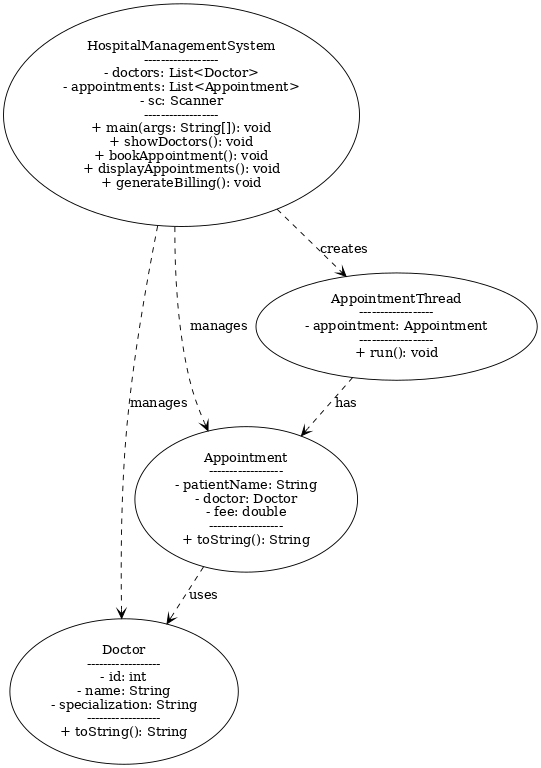 HospitalManagementSystem
------------------
- doctors: List<Doctor>
- appointments: List<Appointment>
- sc: Scanner
------------------
+ main(args: String[]): void
+ showDoctors(): void
+ bookAppointment(): void
+ displayAppointments(): void
+ generateBilling(): void
creates
AppointmentThread
------------------
- appointment: Appointment
------------------
+ run(): void
manages
manages
has
Appointment
------------------
- patientName: String
- doctor: Doctor
- fee: double
------------------
+ toString(): String
uses
Doctor
------------------
- id: int
- name: String
- specialization: String
------------------
+ toString(): String